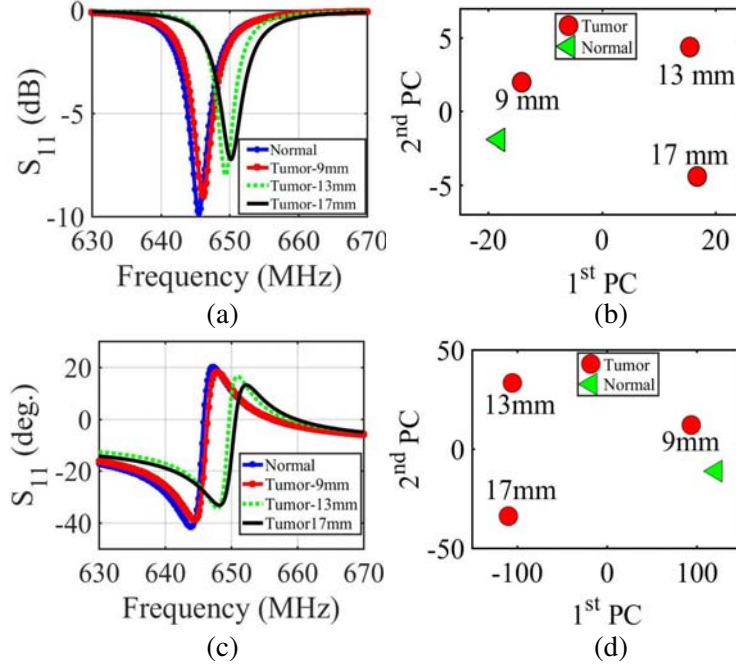 0
-5
-10
S11 (dB)
Normal
Tumor-9mm
Tumor-13mm
Tumor-17mm
630 640 650 660 670
Frequency (MHz)
(a)
5
0
-5
2nd PC
Tumor
Normal
13 mm
9 mm
17 mm
-20 0 20
1st PC
(b)
20
0
-20
-40
S11 (deg.)
Normal
Tumor-9mm
Tumor-13mm
Tumor17mm
630 640 650 660 670
Frequency (MHz)
(c)
50
0
-50
2nd PC
Tumor
Normal
13mm
9mm
17mm
-100 0 100
1st PC
(d)